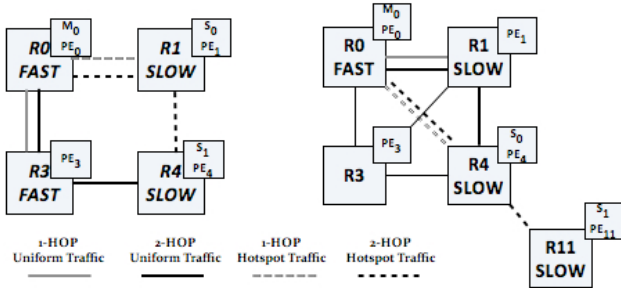 M0
PE0
R0
FAST
S0
PE1
R1
SLOW
PE3
R3
FAST
S1
PE4
R4
SLOW
M0
PE0
R0
FAST
PE1
R1
SLOW
PE3
R3
S0
PE4
R4
SLOW
S1
PE11
R11
SLOW
1-HOP
Uniform Traffic
2-HOP
Uniform Traffic
1-HOP
Hotspot Traffic
2-HOP
Hotspot Traffic